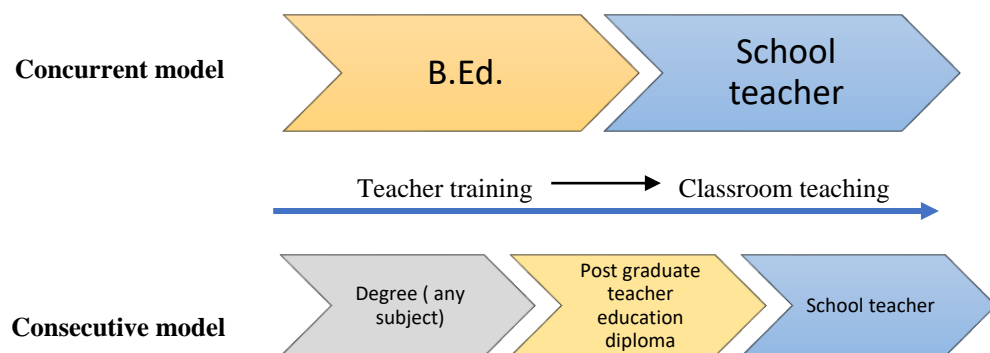 Concurrent model
B.Ed.
School
teacher
Teacher training
Classroom teaching
Consecutive model
Degree ( any
subject)
Post graduate
teacher
education
diploma
School teacher